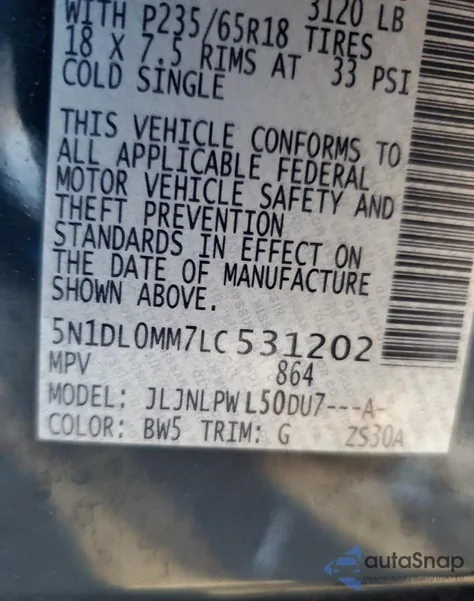 3120 LB
WITH P235/65R18 TIRES
18 X 7.5 RIMS AT 33 PSI
COLD SINGLE
THIS VEHICLE CONFORMS TO
ALL APPLICABLE FEDERAL
MOTOR VEHICLE SAFETY AND
THEFT PREVENTION
STANDARDS IN EFFECT ON
THE DATE OF MANUFACTURE
SHOWN ABOVE.
5N1DL0MM7LC531202
MPV 864
MODEL: JLJNLPWL50DU7---A-
COLOR: BW5 TRIM: G ZS30A
autaSnap